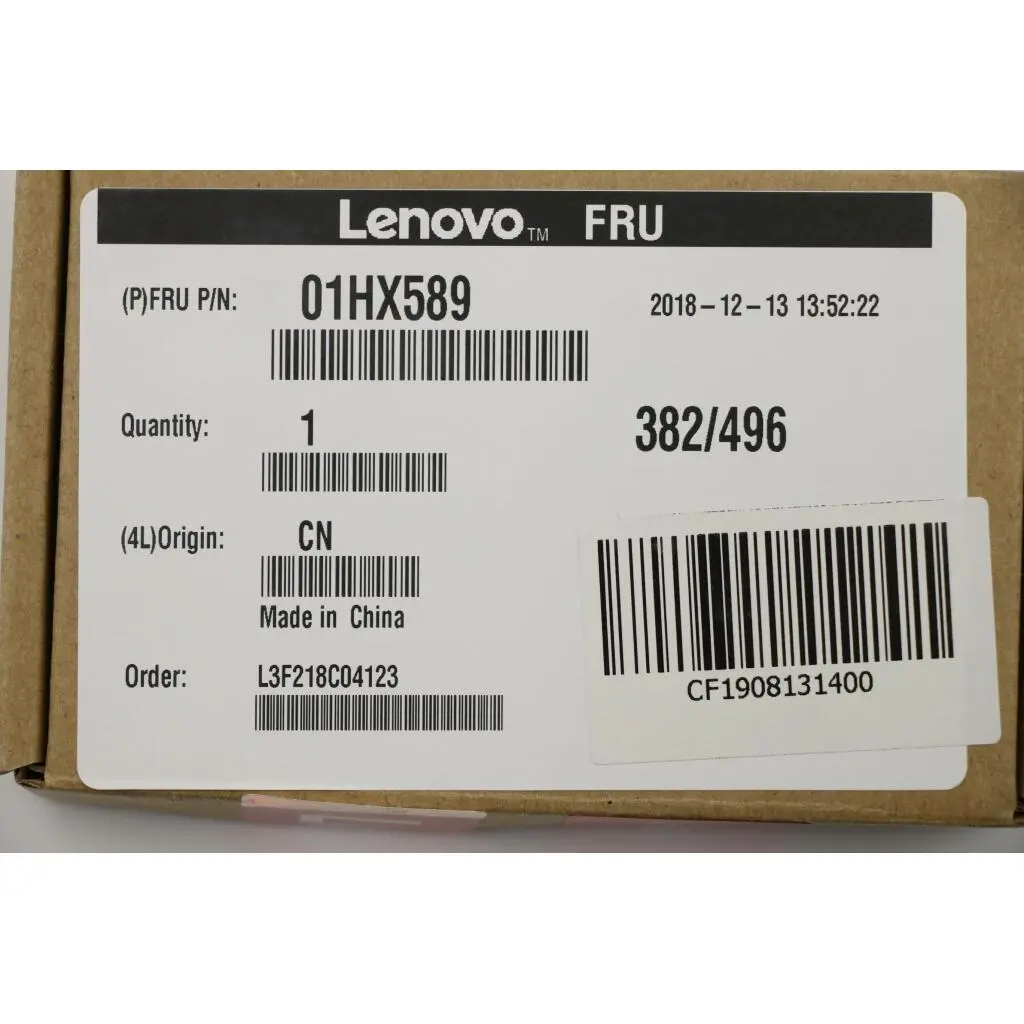 Lenovo™ FRU
(P)FRU P/N: 01HX589 2018-12-13 13:52:22
Quantity: 1 382/496
(4L)Origin: CN
Made in China
Order: L3F218C04123
CF1908131400